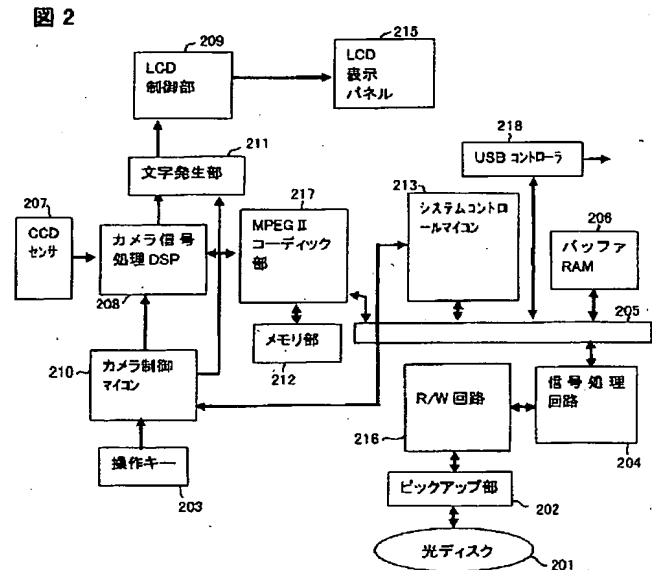 図 2
209
LCD
制御部
215
LCD
表示
パネル
211
文字発生部
218
USB コントローラ
207
CCD
センサ
カメラ信号
処理 DSP
208
217
MPEG II
コーディック
部
213
システムコントロ
ールマイコン
206
バッファ
RAM
205
メモリ部
212
210
カメラ制御
マイコン
R/W 回路
216
信号処理
回路
204
操作キー
203
ピックアップ部
202
光ディスク
201